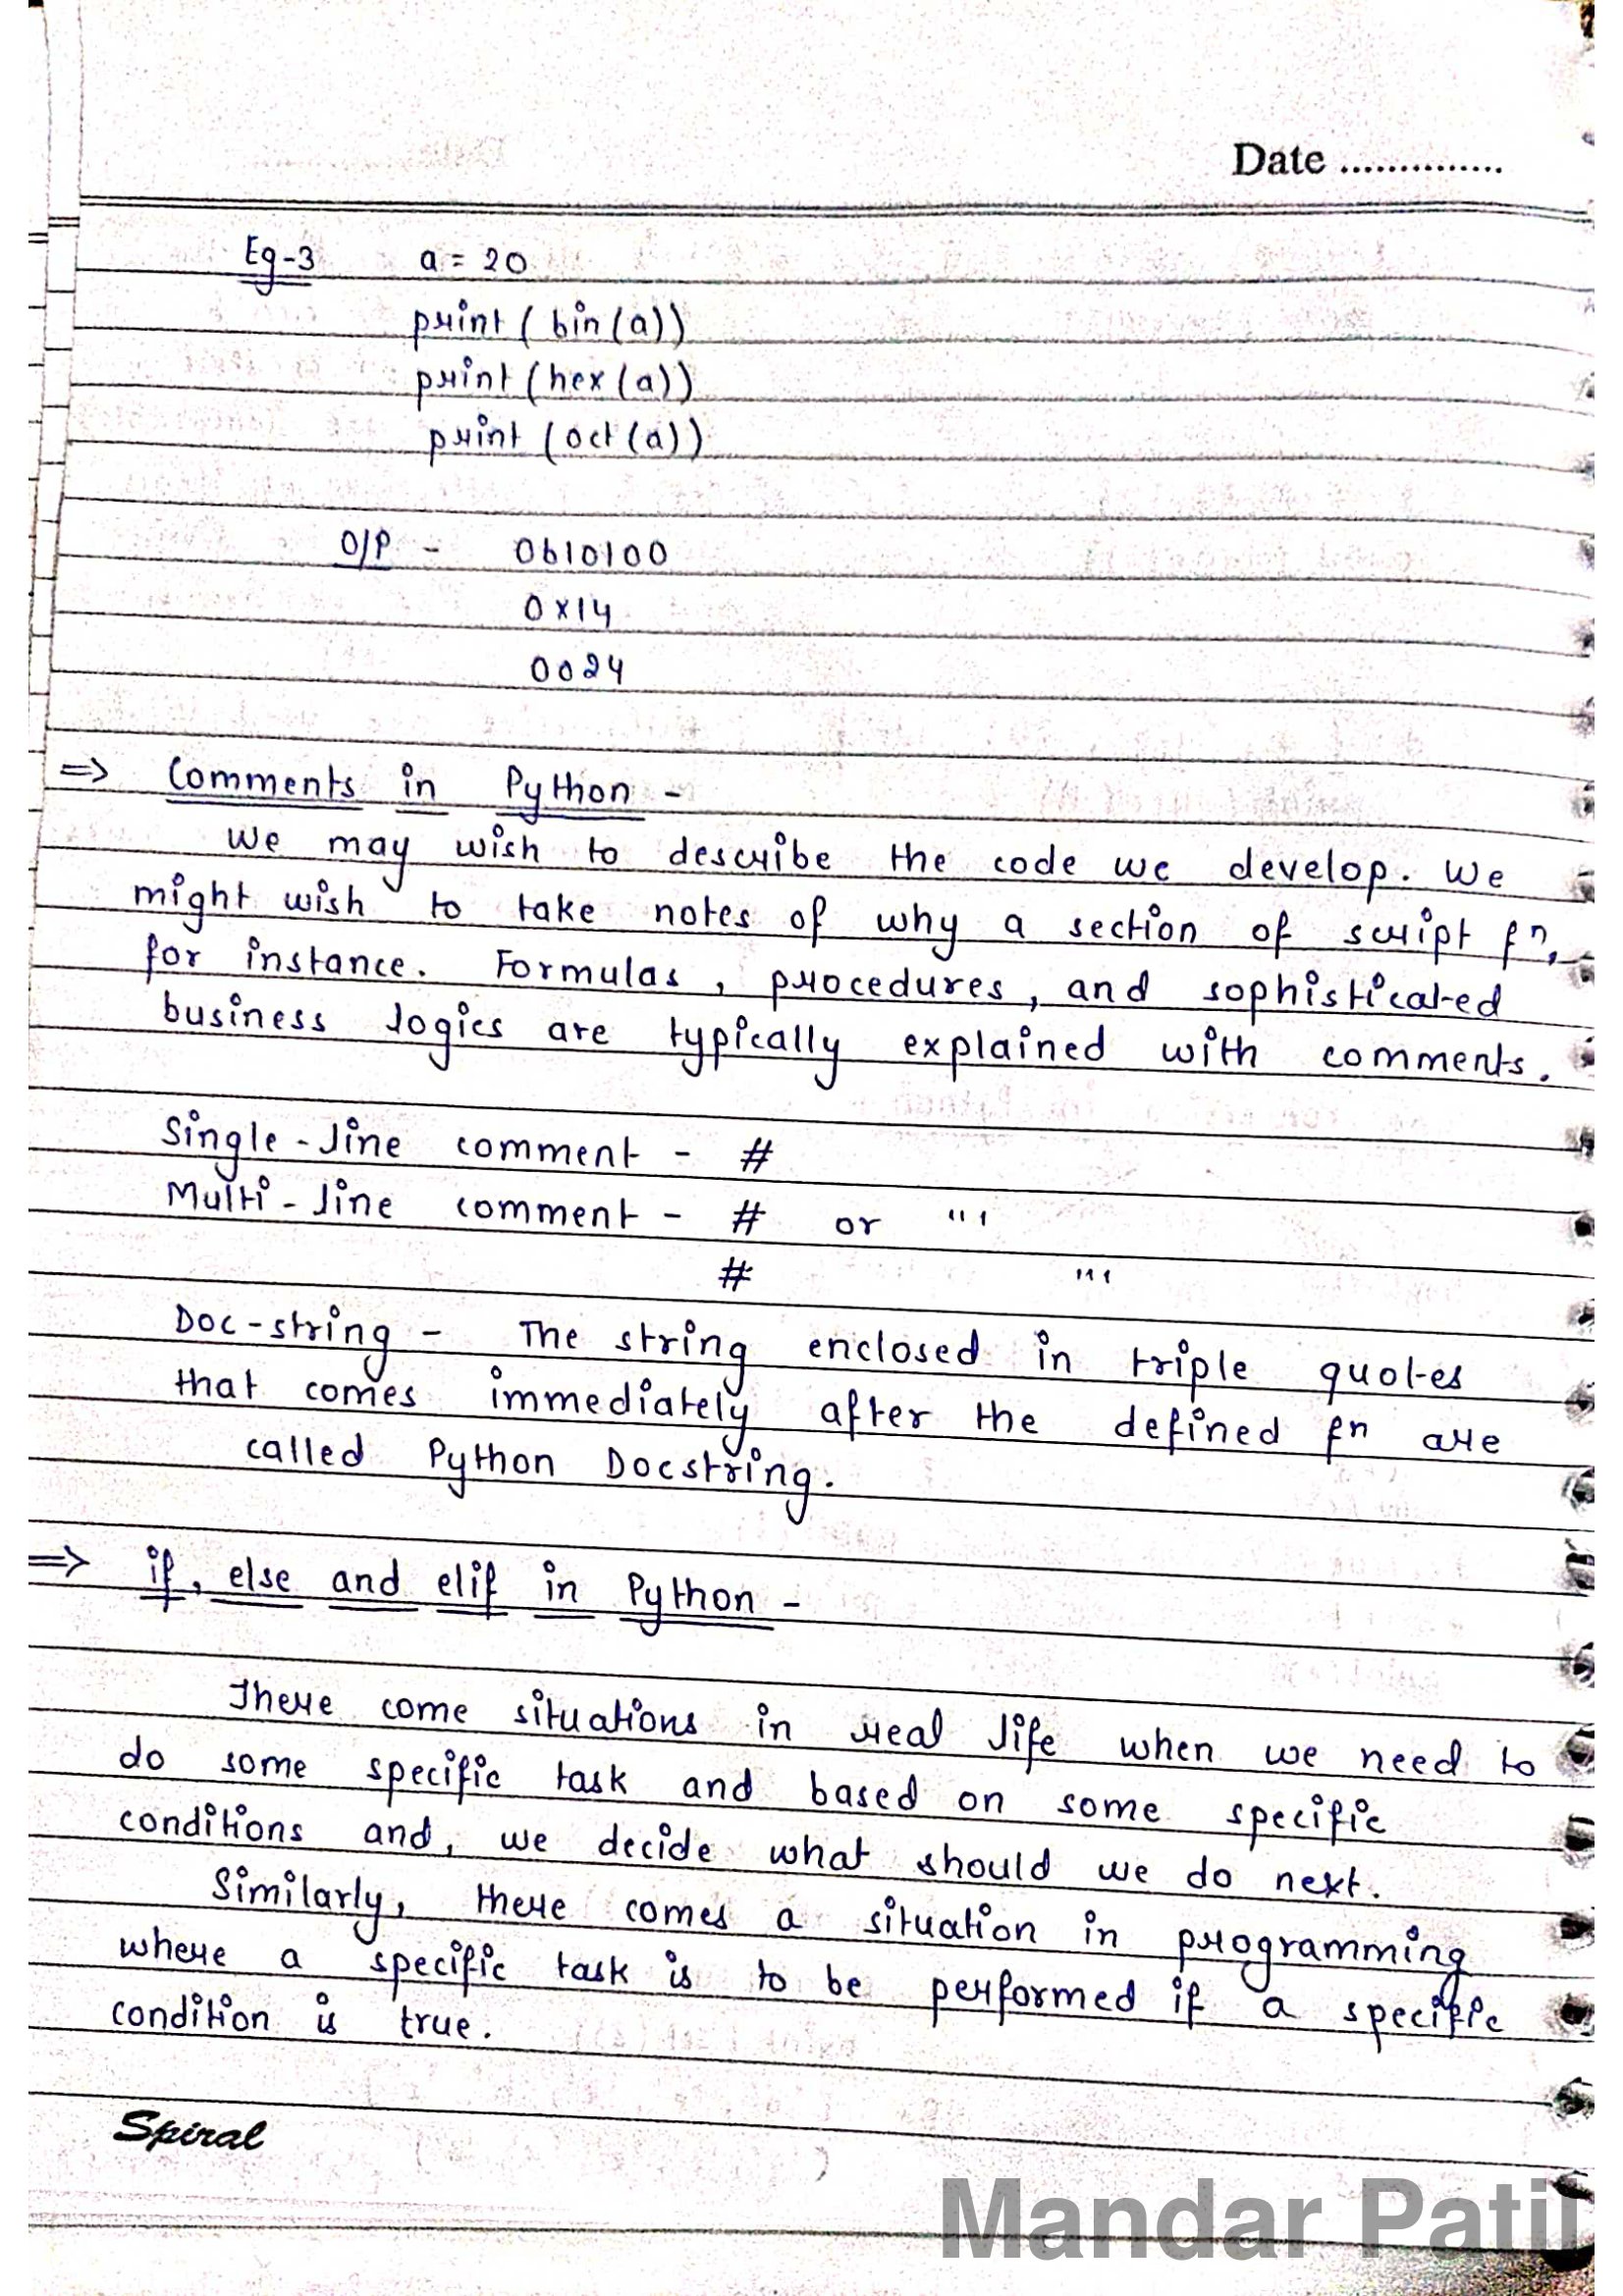 Date ..............
Eg-3 a = 20
print ( bin (a))
print (hex (a))
print (oct (a))
O/P - 0b10100
0x14
0o24
=> Comments in Python -
We may wish to describe the code we develop. We
might wish to take notes of why a section of script fn,
for instance. Formulas, procedures, and sophisticated
business logics are typically explained with comments.
Single-line comment - #
Multi-line comment - # or '''
# '''
Doc-string - The string enclosed in triple quotes
that comes immediately after the defined fn are
called Python Docstring.
=> if, else and elif in Python -
There come situations in real life when we need to
do some specific task and based on some specific
conditions and, we decide what should we do next.
Similarly, there comes a situation in programming
where a specific task is to be performed if a specific
condition is true.
Spiral
Mandar Patil